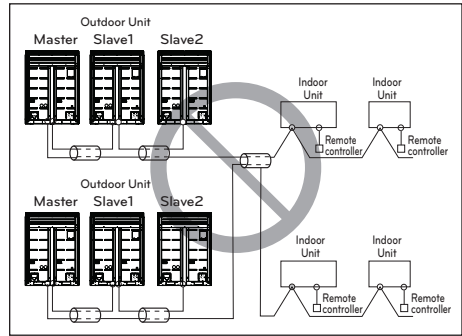 Outdoor Unit
Master Slave1 Slave2
Indoor
Unit
Indoor
Unit
Remote
controller
Remote
controller
Outdoor Unit
Master Slave1 Slave2
Indoor
Unit
Indoor
Unit
Remote
controller
Remote
controller